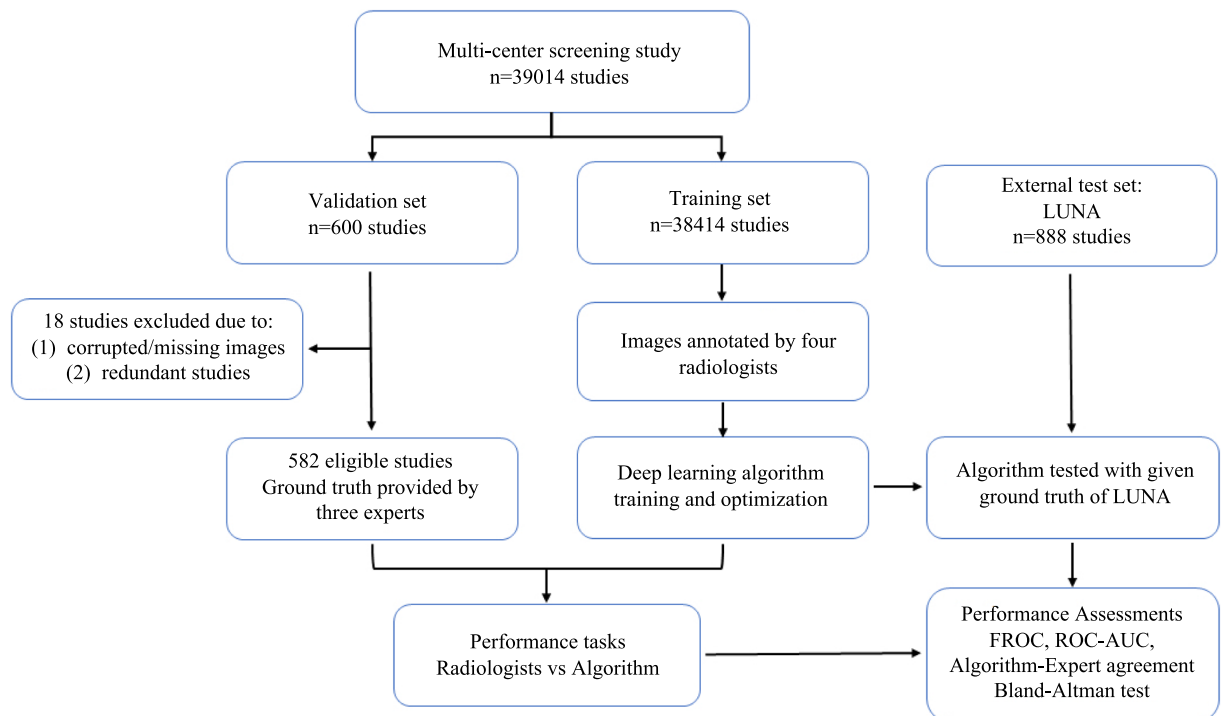 Multi-center screening study
n=39014 studies
Validation set
n=600 studies
Training set
n=38414 studies
External test set:
LUNA
n=888 studies
18 studies excluded due to:
(1) corrupted/missing images
(2) redundant studies
Images annotated by four
radiologists
582 eligible studies
Ground truth provided by
three experts
Deep learning algorithm
training and optimization
Algorithm tested with given
ground truth of LUNA
Performance tasks
Radiologists vs Algorithm
Performance Assessments
FROC, ROC-AUC,
Algorithm-Expert agreement
Bland-Altman test